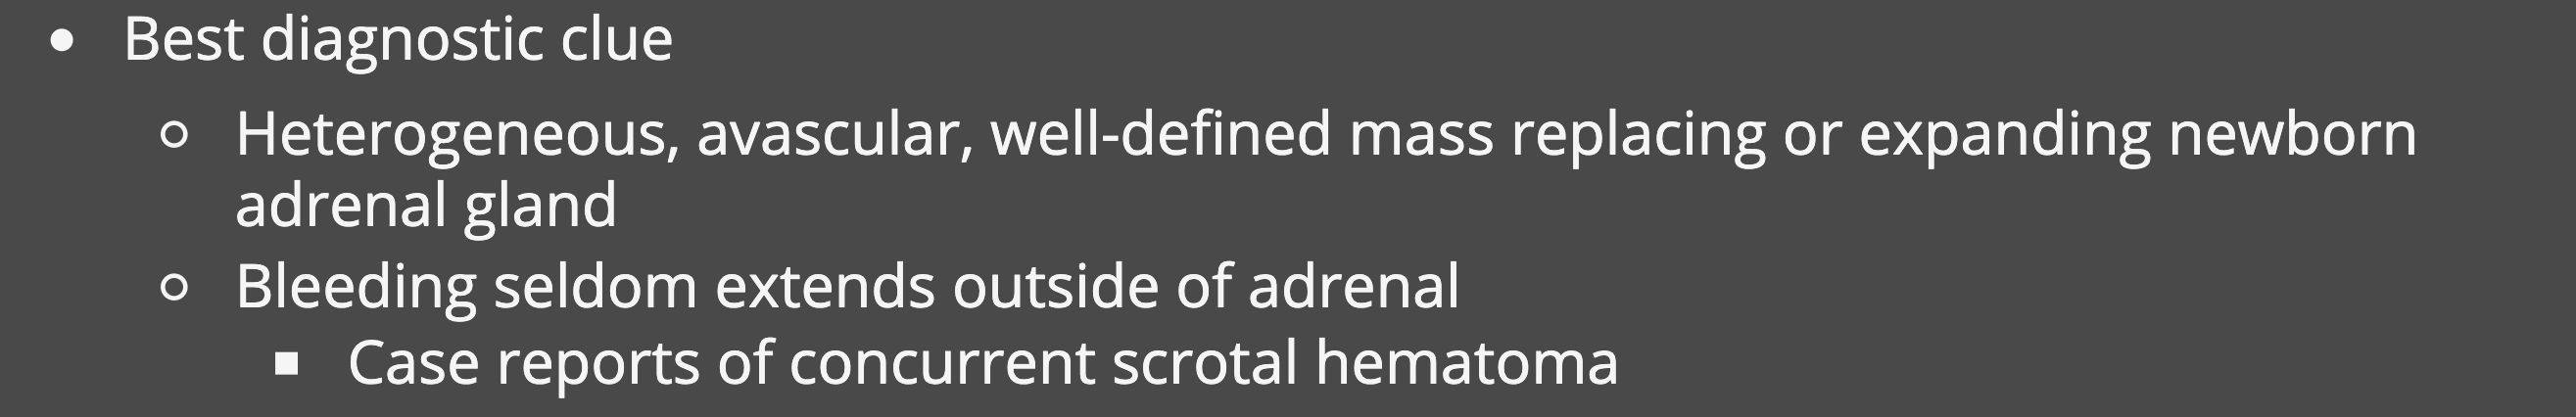 • Best diagnostic clue
○ Heterogeneous, avascular, well-defined mass replacing or expanding newborn
adrenal gland
○ Bleeding seldom extends outside of adrenal
▪ Case reports of concurrent scrotal hematoma